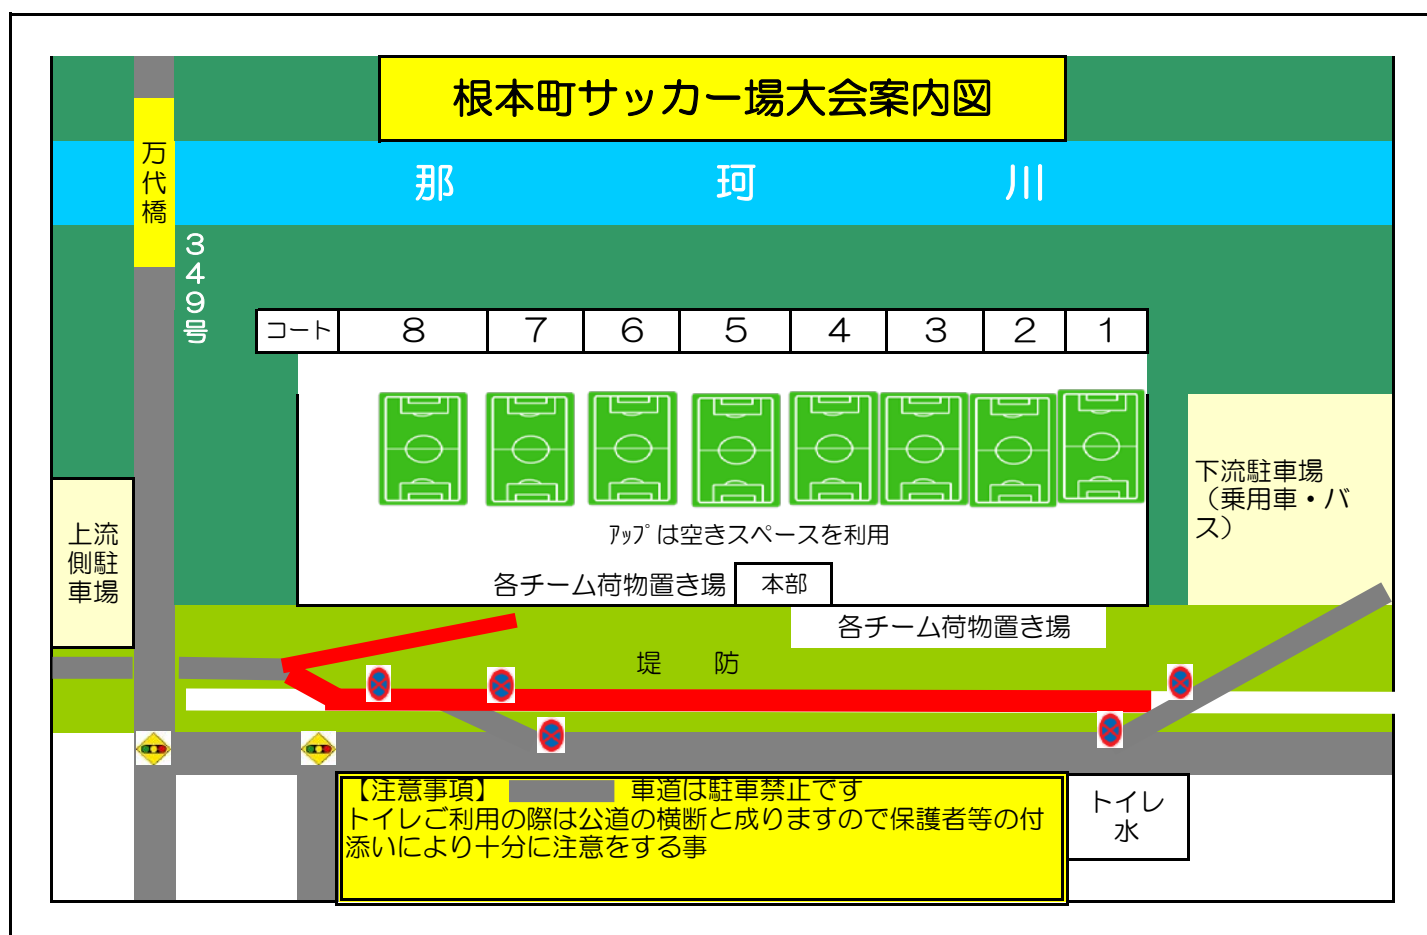 根本町サッカー場大会案内図
万代橋
那珂川
349号
コート 8 7 6 5 4 3 2 1
ｱｯﾌﾟは空きスペースを利用
各チーム荷物置き場 本部
各チーム荷物置き場
下流駐車場
（乗用車・バ
ス）
上流
側駐
車場
堤 防
【注意事項】 車道は駐車禁止です
トイレご利用の際は公道の横断と成りますので保護者等の付
添いにより十分に注意をする事
トイレ
水